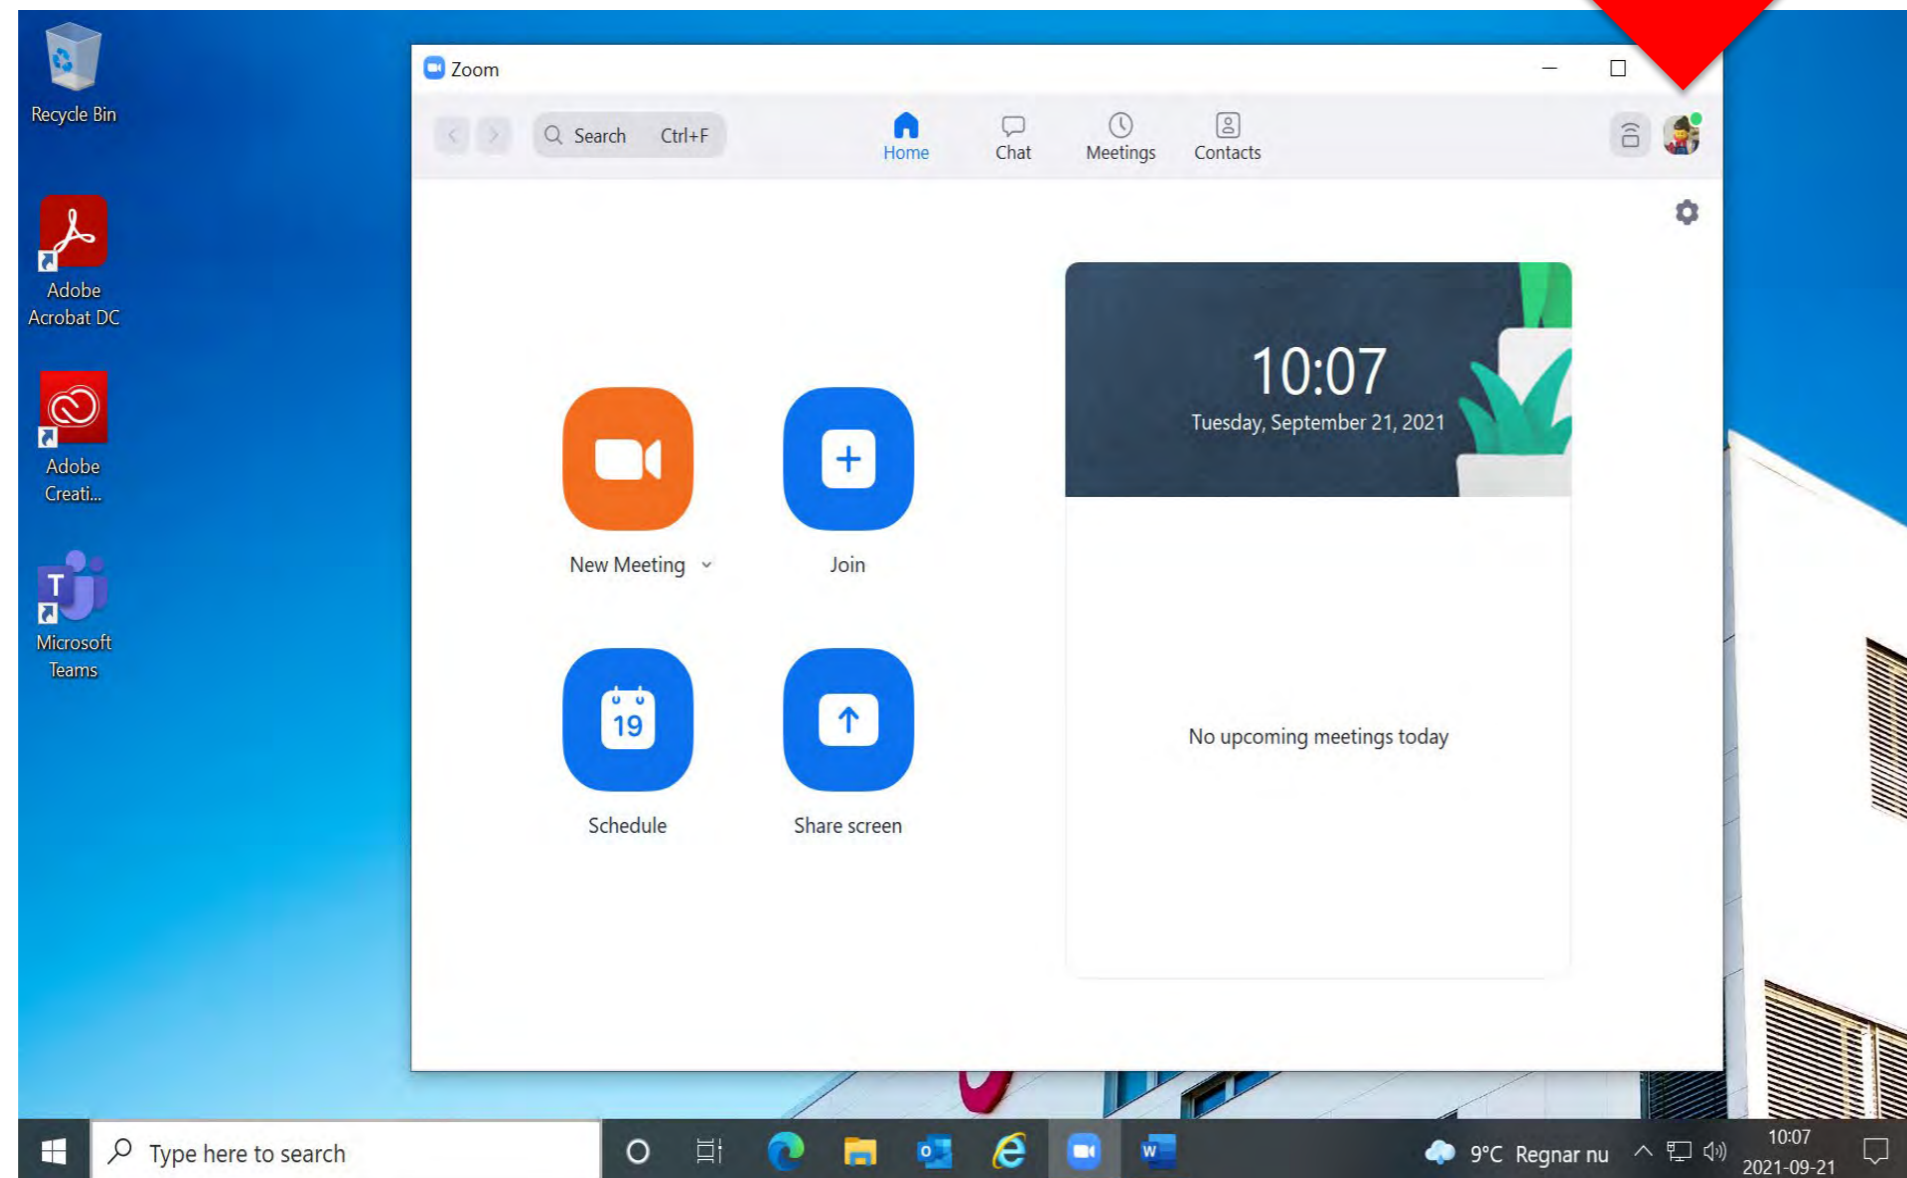 Recycle Bin
Adobe
Acrobat DC
Adobe
Creati...
T
Microsoft
Teams
Zoom
Search Ctrl+F
Home
Chat
Meetings
Contacts
10:07
Tuesday, September 21, 2021
New Meeting
Join
19
Schedule
Share screen
No upcoming meetings today
Type here to search
o
e
W
9°C Regnar nu
10:07
2021-09-21